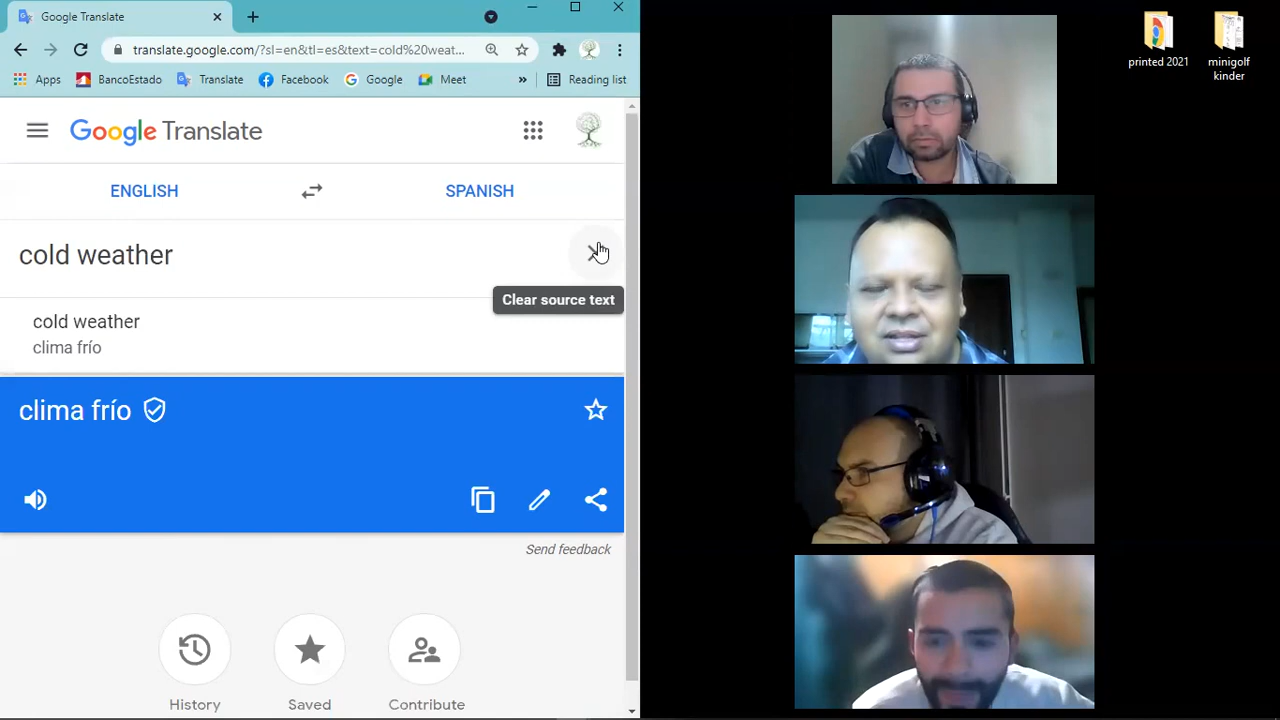 Google Translate
translate.google.com/?sl=en&tl=es&text=cold%20weat...
Apps
BancoEstado
Translate
Facebook
Google
Meet
»
Reading list
Google Translate
ENGLISH
SPANISH
cold weather
Clear source text
cold weather
clima frío
clima frío
Send feedback
History
Saved
Contribute
printed 2021
minigolf
kinder